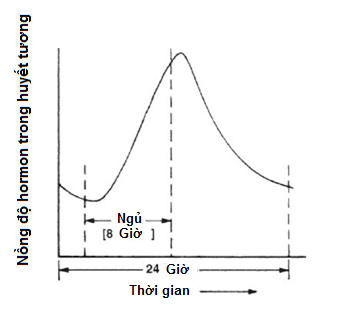 Nồng độ hormon trong huyết tương
Ngủ
[8 Giờ ]
24 Giờ
Thời gian